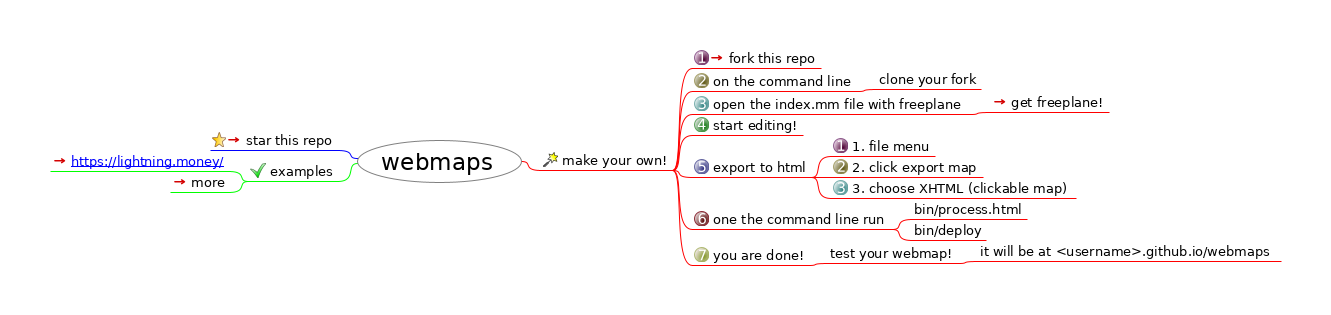 star this repo
https://lightning.money/
more
examples
webmaps
make your own!
1 fork this repo
2 on the command line
clone your fork
3 open the index.mm file with freeplane
get freeplane!
4 start editing!
5 export to html
1 1. file menu
2 2. click export map
3 3. choose XHTML (clickable map)
6 one the command line run
bin/process.html
bin/deploy
7 you are done!
test your webmap!
it will be at <username>.github.io/webmaps